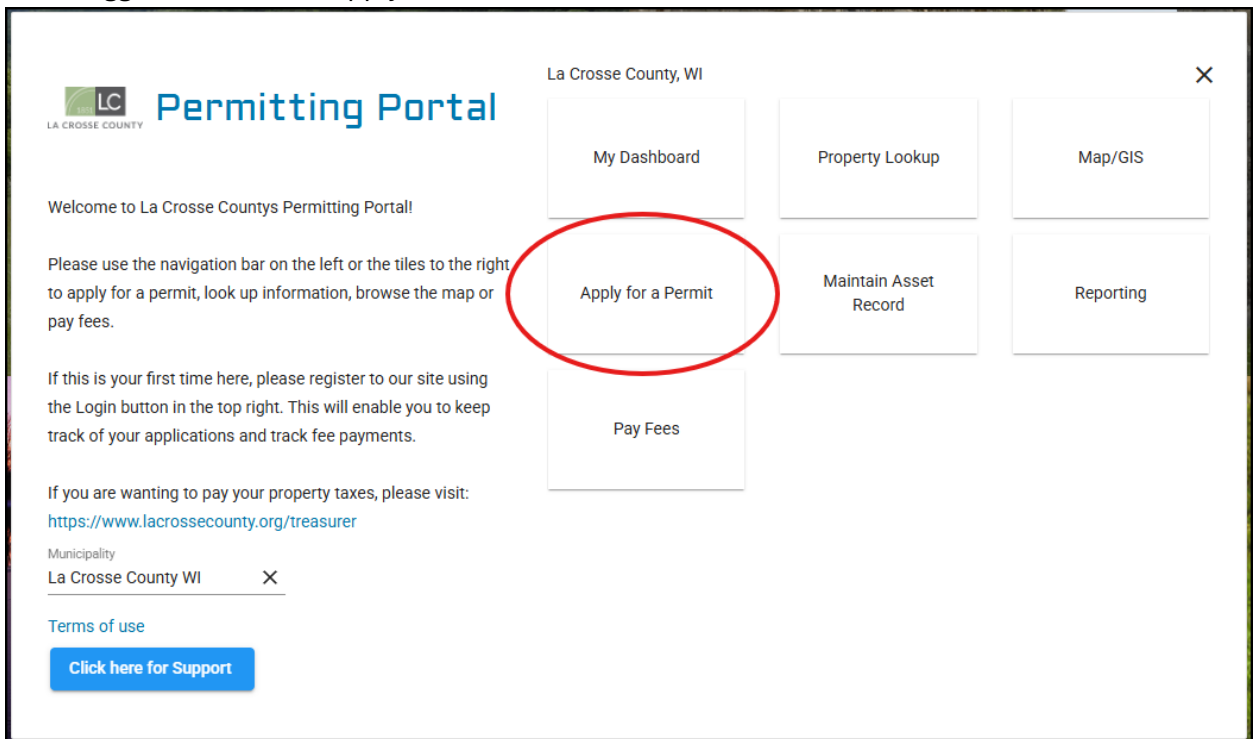 LC
LA CROSSE COUNTY
Permitting Portal
Welcome to La Crosse Countys Permitting Portal!
Please use the navigation bar on the left or the tiles to the right
to apply for a permit, look up information, browse the map or
pay fees.
If this is your first time here, please register to our site using
the Login button in the top right. This will enable you to keep
track of your applications and track fee payments.
If you are wanting to pay your property taxes, please visit:
https://www.lacrossecounty.org/treasurer
Municipality
La Crosse County WI
Terms of use
Click here for Support
La Crosse County, WI
My Dashboard
Property Lookup
Map/GIS
Apply for a Permit
Maintain Asset
Record
Reporting
Pay Fees